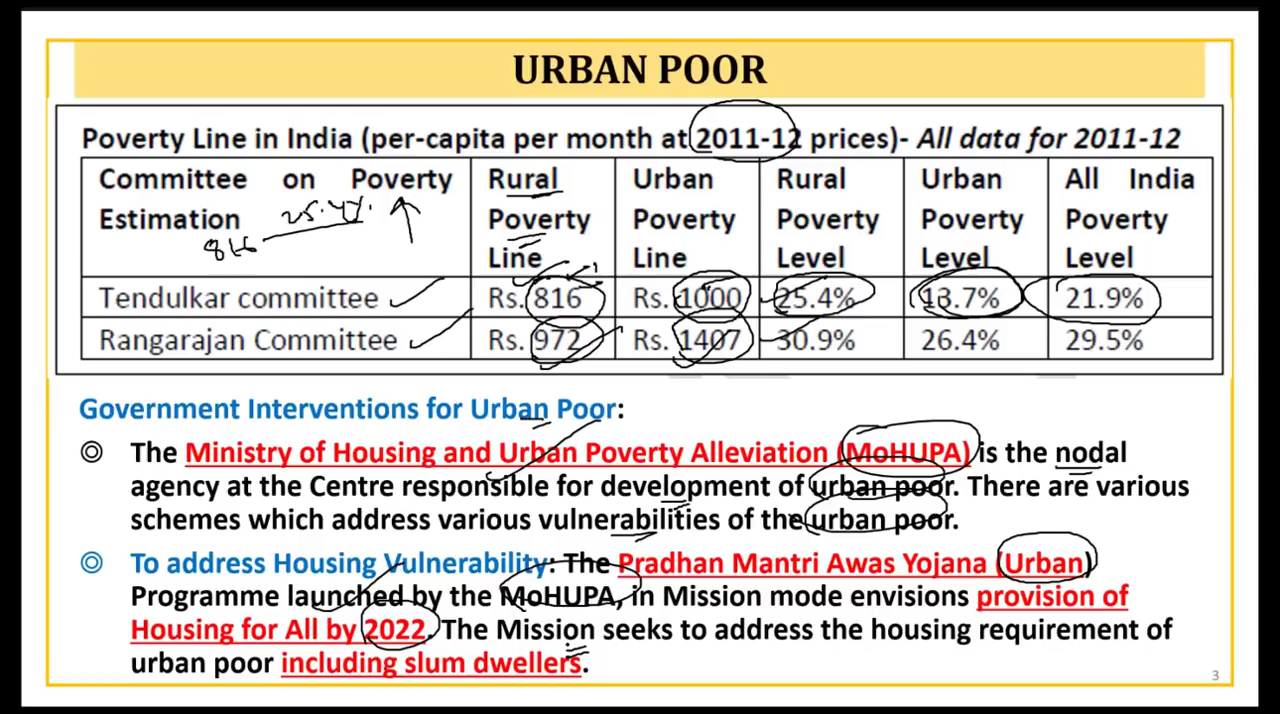 URBAN POOR
Poverty Line in India (per-capita per month at 2011-12 prices)- All data for 2011-12
Committee on Poverty Estimation
Rural Poverty Line
Urban Poverty Line
Rural Poverty Level
Urban Poverty Level
All India Poverty Level
25.4%
816
Tendulkar committee Rs. 816 Rs. 1000 25.4% 13.7% 21.9%
Rangarajan Committee Rs. 972 Rs. 1407 30.9% 26.4% 29.5%
Government Interventions for Urban Poor:
The Ministry of Housing and Urban Poverty Alleviation (MoHUPA) is the nodal
agency at the Centre responsible for development of urban poor. There are various
schemes which address various vulnerabilities of the urban poor.
To address Housing Vulnerability: The Pradhan Mantri Awas Yojana (Urban)
Programme launched by the MoHUPA, in Mission mode envisions provision of
Housing for All by 2022. The Mission seeks to address the housing requirement of
urban poor including slum dwellers.
3